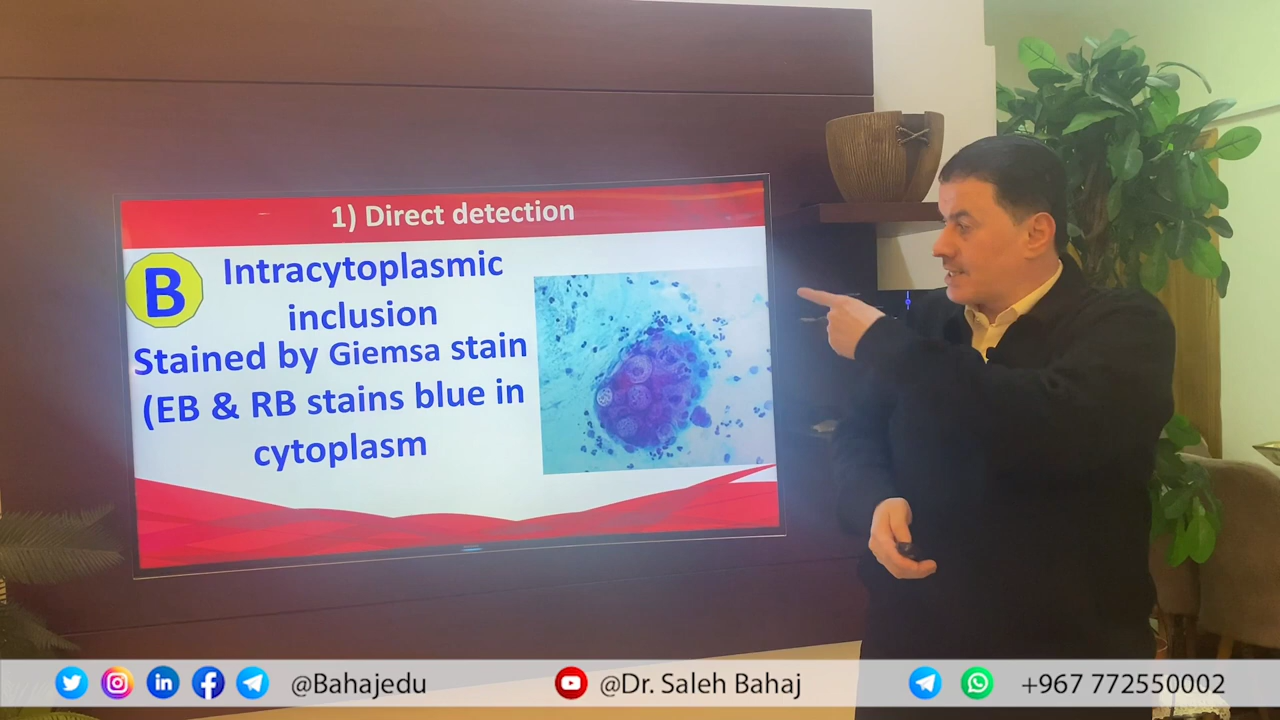 1) Direct detection
B
Intracytoplasmic
inclusion
Stained by Giemsa stain
(EB & RB stains blue in
cytoplasm
@Bahajedu
@Dr. Saleh Bahaj
+967 772550002